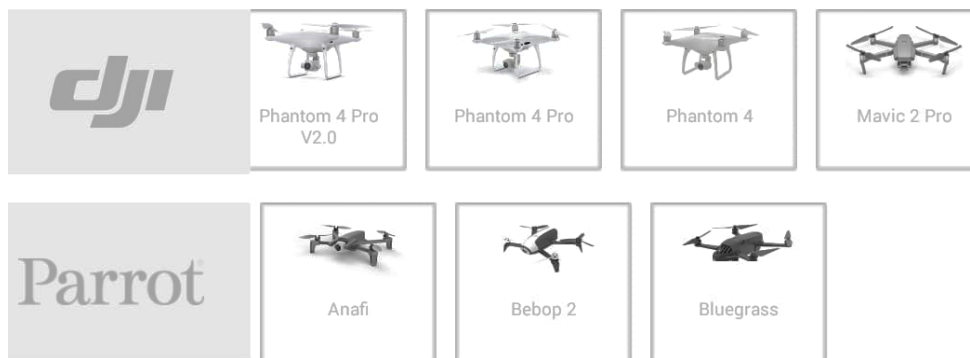 dji
Phantom 4 Pro
V2.0
Phantom 4 Pro
Phantom 4
Mavic 2 Pro
Parrot
Anafi
Bebop 2
Bluegrass